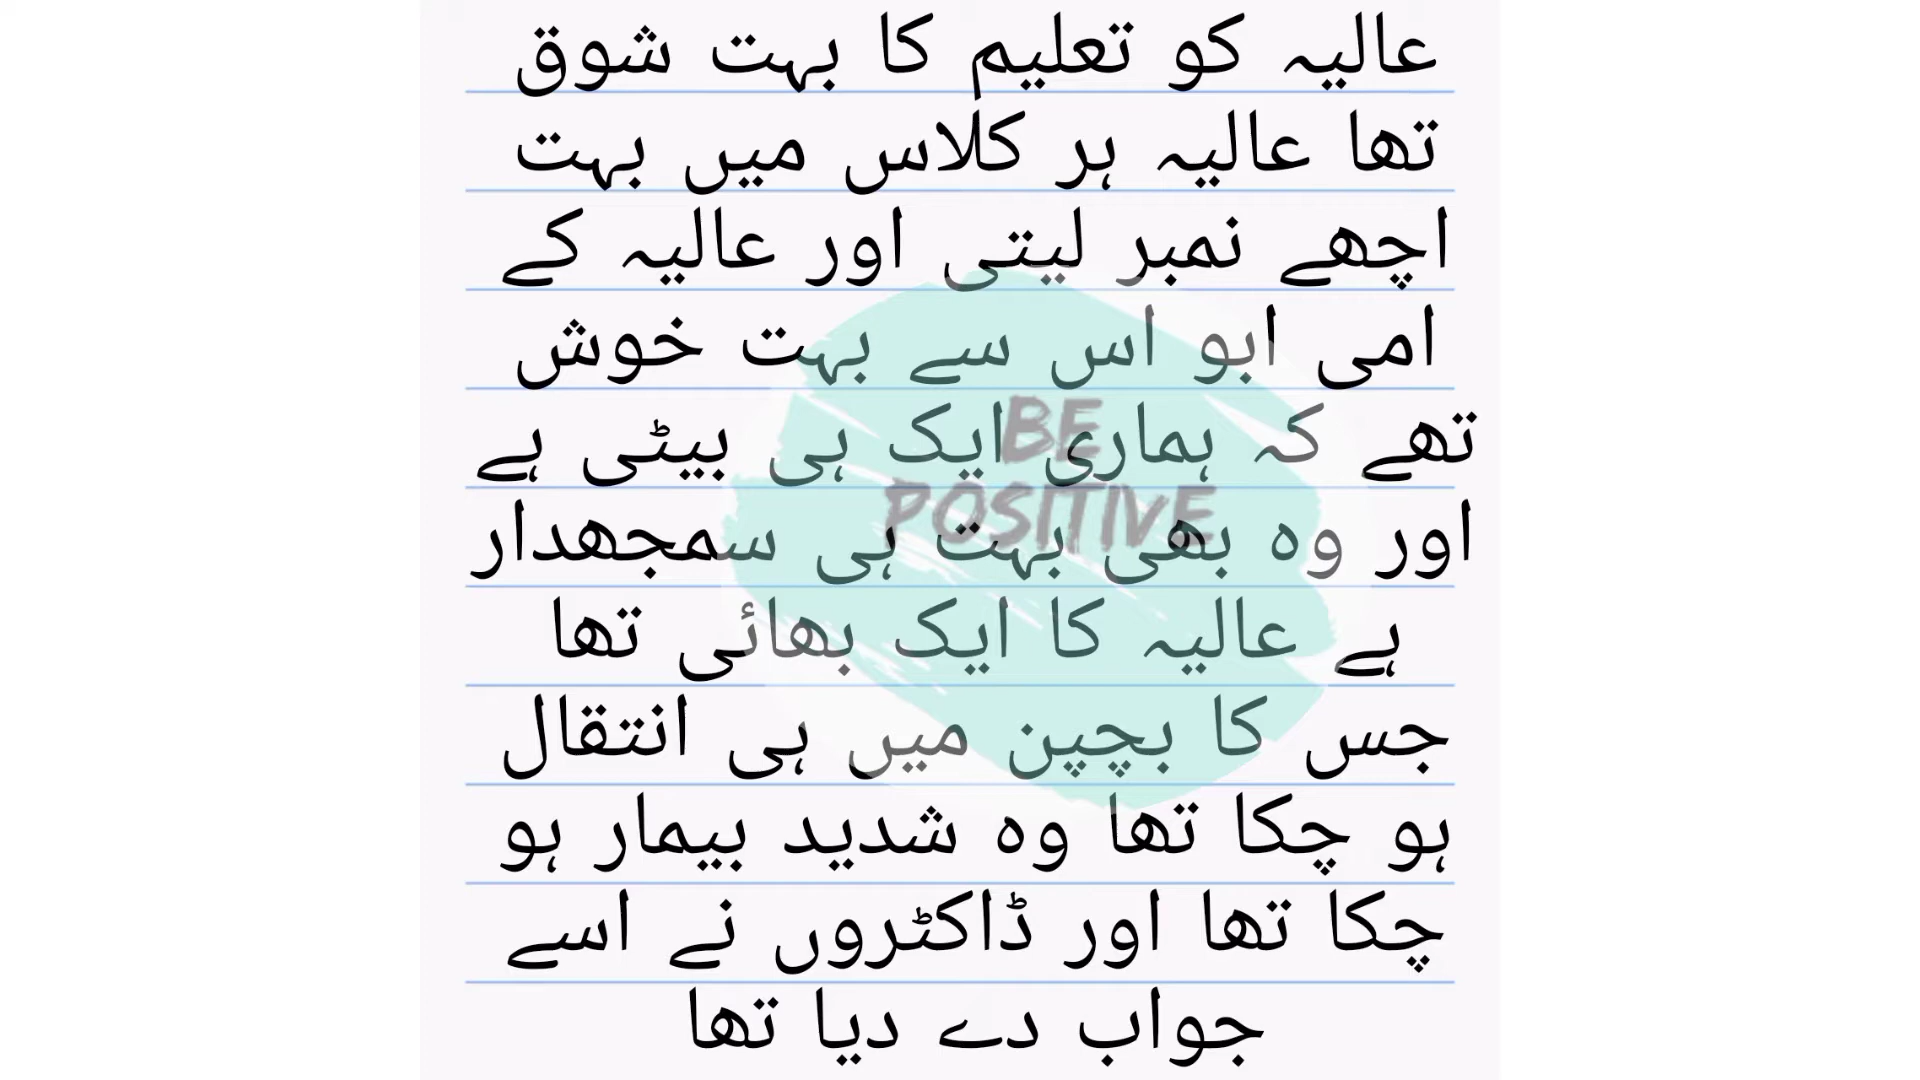 عالیہ کو تعلیم کا بہت شوق
تھا عالیہ ہر کلاس میں بہت
اچھے نمبر لیتی اور عالیہ کے
امی ابو اس سے بہت خوش
تھے کہ ہماری ایک ہی بیٹی ہے
اور وہ بھی بہت ہی سمجھدار
ہے عالیہ کا ایک بھائی تھا
جس کا بچپن میں ہی انتقال
ہو چکا تھا وہ شدید بیمار ہو
چکا تھا اور ڈاکٹروں نے اسے
جواب دے دیا تھا
BE
POSITIVE